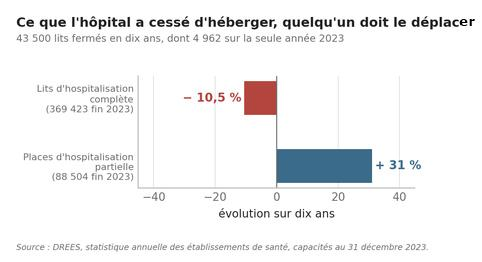 Ce que l'hôpital a cessé d'héberger, quelqu'un doit le déplacer
43 500 lits fermés en dix ans, dont 4 962 sur la seule année 2023
Lits d'hospitalisation
complète
(369 423 fin 2023)
− 10,5 %
Places d'hospitalisation
partielle
(88 504 fin 2023)
+ 31 %
−40 −20 0 20 40
évolution sur dix ans
Source : DREES, statistique annuelle des établissements de santé, capacités au 31 décembre 2023.